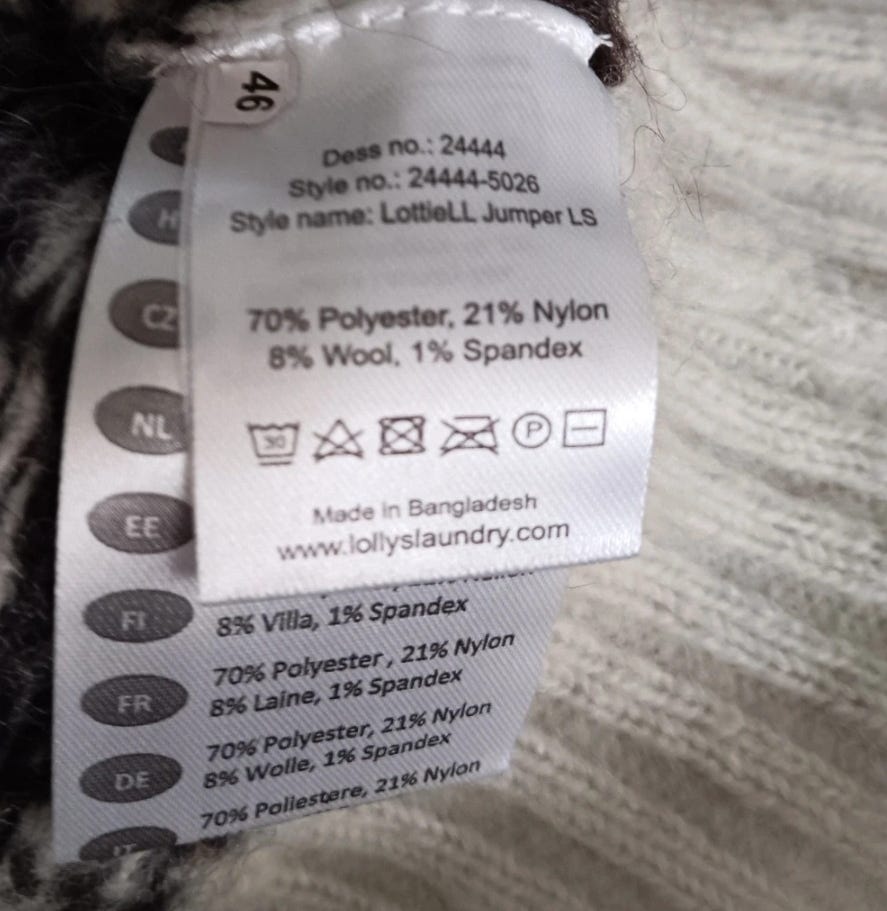 46
Dess no.: 24444
Style no.: 24444-5026
Style name: LottieLL Jumper LS
70% Polyester, 21% Nylon
8% Wool, 1% Spandex
30
P
Made in Bangladesh
www.lollyslaundry.com
H
CZ
NL
EE
FI
8% Villa, 1% Spandex
FR
70% Polyester, 21% Nylon
8% Laine, 1% Spandex
DE
70% Polyester, 21% Nylon
8% Wolle, 1% Spandex
IT
70% Poliestere, 21% Nylon